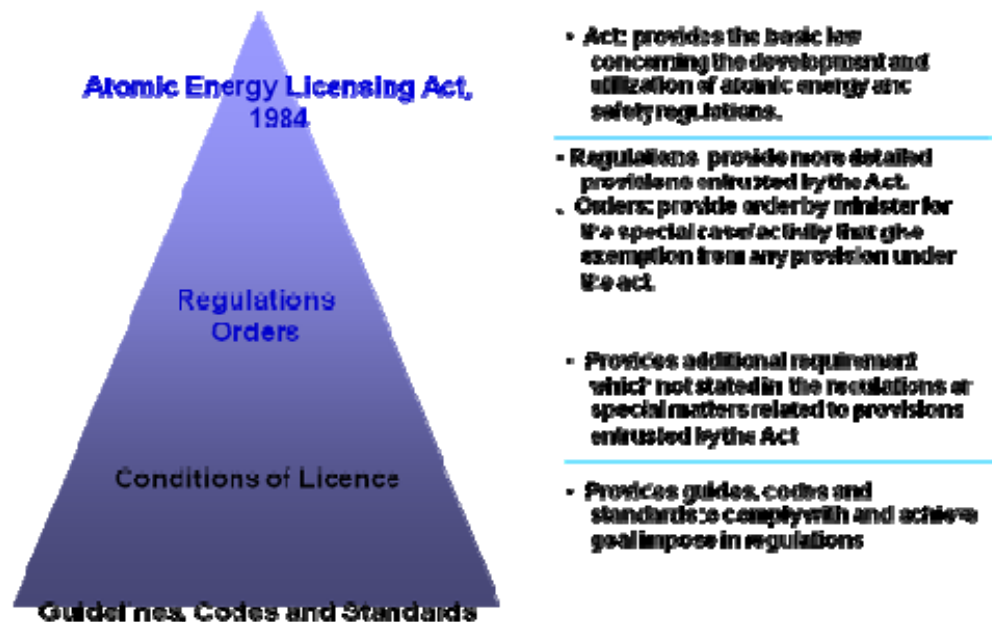 Atomic Energy Licensing Act,
1984
Regulations
Orders
Conditions of Licence
Guidelines, Codes and Standards
• Act: provides the basic law
concerning the development and
utilization of atomic energy and
safety regulations.
• Regulations provide more detailed
provisions entrusted by the Act.
. Orders: provide order by minister for
the special case/activity that give
exemption from any provision under
the act.
• Provides additional requirement
which not stated in the regulations or
special matters related to provisions
entrusted by the Act
• Provides guides, codes and
standards to comply with and achieve
goal impose in regulations